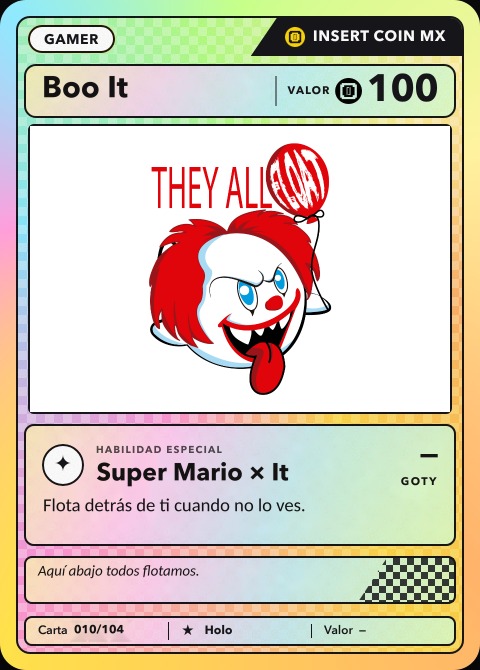 GAMER
INSERT COIN MX
Boo It
VALOR 100
THEY ALL FLOAT
HABILIDAD ESPECIAL
Super Mario × It
—
GOTY
Flota detrás de ti cuando no lo ves.
Aquí abajo todos flotamos.
Carta 010/104 ★ Holo Valor —